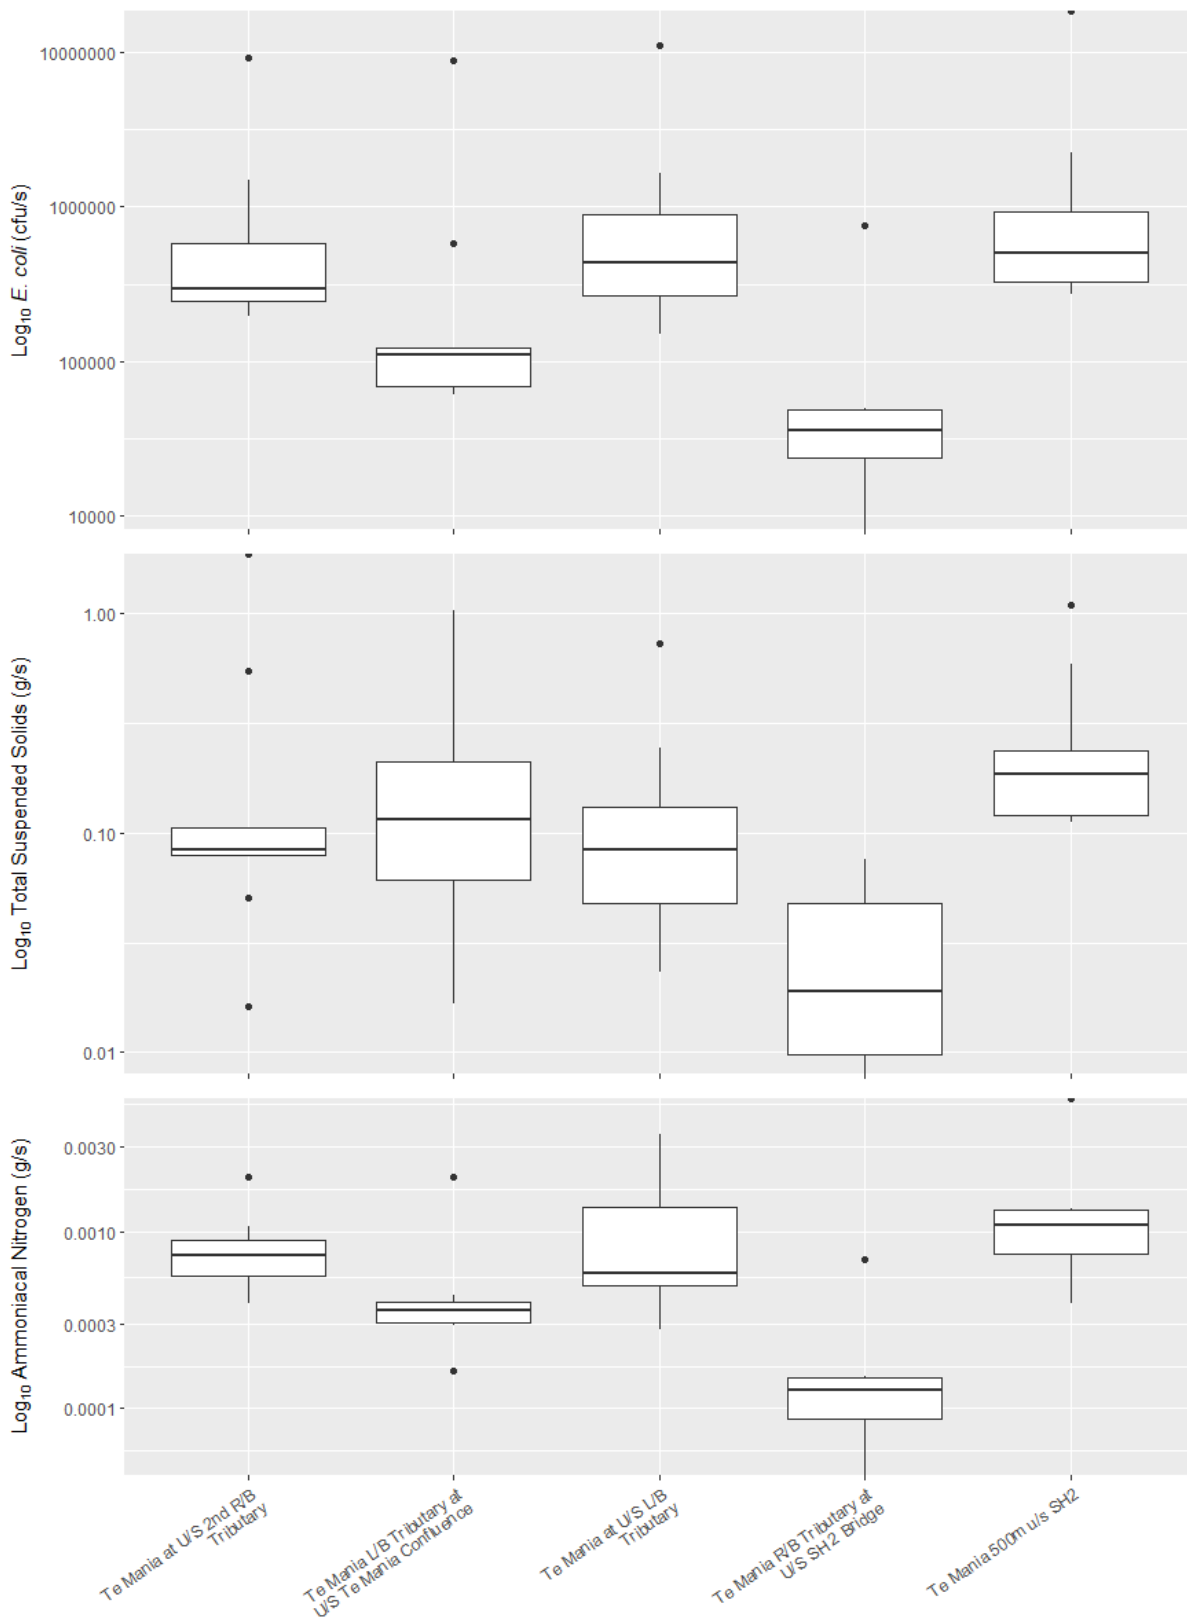 Log₁₀ E. coli (cfu/s)
10000000
1000000
100000
10000
Log₁₀ Total Suspended Solids (g/s)
1.00
0.10
0.01
Log₁₀ Ammoniacal Nitrogen (g/s)
0.0030
0.0010
0.0003
0.0001
Te Mania at U/S 2nd R/B
Tributary
Te Mania L/B Tributary at
U/S Te Mania Confluence
Te Mania at U/S L/B
Tributary
Te Mania R/B Tributary at
U/S SH2 Bridge
Te Mania 500m u/s SH2